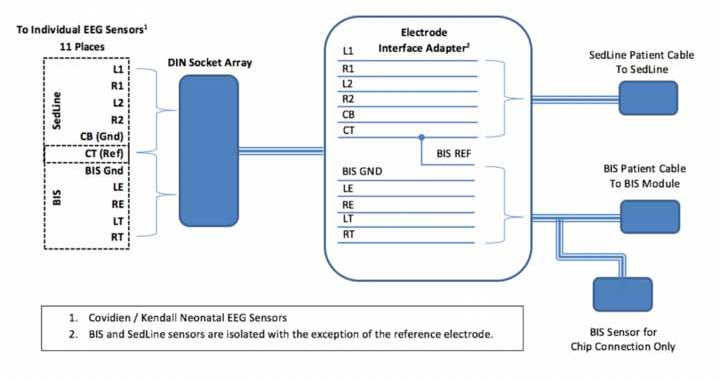 To Individual EEG Sensors¹
11 Places
SedLine
L1
R1
L2
R2
CB (Gnd)
CT (Ref)
BIS
BIS Gnd
LE
RE
LT
RT
DIN Socket Array
Electrode
Interface Adapter²
L1
R1
L2
R2
CB
CT
BIS REF
BIS GND
LE
RE
LT
RT
SedLine Patient Cable
To SedLine
BIS Patient Cable
To BIS Module
BIS Sensor for
Chip Connection Only
1. Covidien / Kendall Neonatal EEG Sensors
2. BIS and SedLine sensors are isolated with the exception of the reference electrode.